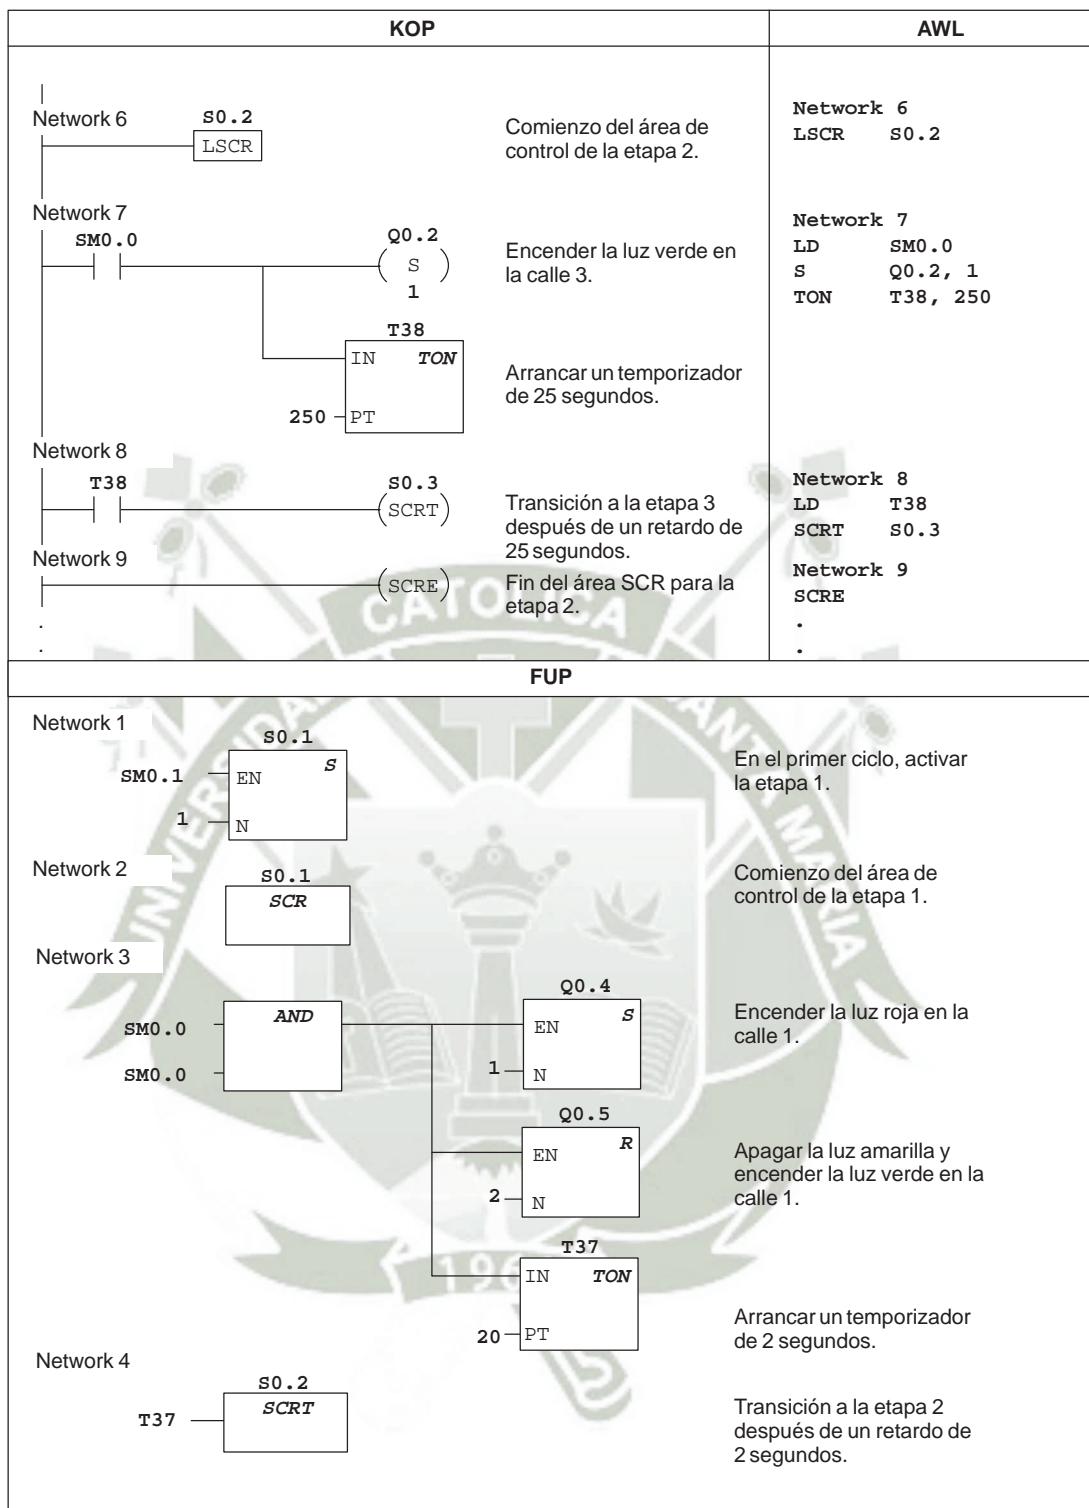 KOP
AWL
Network 6
S0.2
LSCR
Comienzo del área de
control de la etapa 2.
Network 6
LSCR S0.2
Network 7
SM0.0
Q0.2
S
1
Encender la luz verde en
la calle 3.
Network 7
LD SM0.0
S Q0.2, 1
TON T38, 250
T38
IN TON
250 PT
Arrancar un temporizador
de 25 segundos.
Network 8
T38
S0.3
SCRT
Transición a la etapa 3
después de un retardo de
25 segundos.
Network 8
LD T38
SCRT S0.3
Network 9
SCRE
Fin del área SCR para la
etapa 2.
Network 9
SCRE
.
.
.
.
FUP
Network 1
S0.1
SM0.1 EN S
1 N
En el primer ciclo, activar
la etapa 1.
Network 2
S0.1
SCR
Comienzo del área de
control de la etapa 1.
Network 3
SM0.0
SM0.0
AND
Q0.4
EN S
1 N
Encender la luz roja en la
calle 1.
Q0.5
EN R
2 N
Apagar la luz amarilla y
encender la luz verde en la
calle 1.
T37
IN TON
20 PT
Arrancar un temporizador
de 2 segundos.
Network 4
S0.2
T37 SCRT
Transición a la etapa 2
después de un retardo de
2 segundos.
CATOLICA
SANTA MARIA